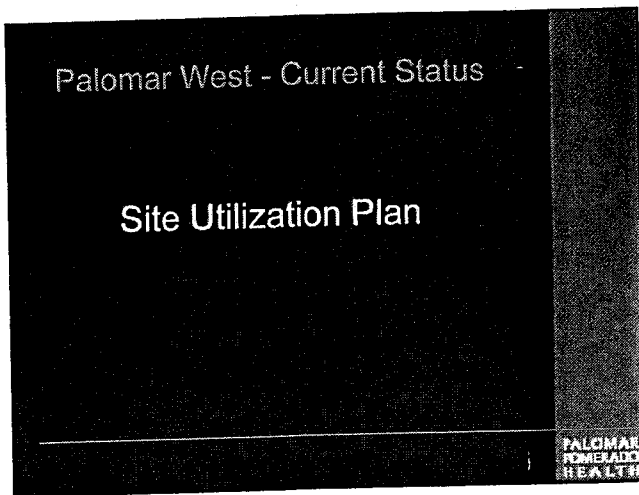 Palomar West - Current Status
Site Utilization Plan
PALOMAR
POMERADO
HEALTH